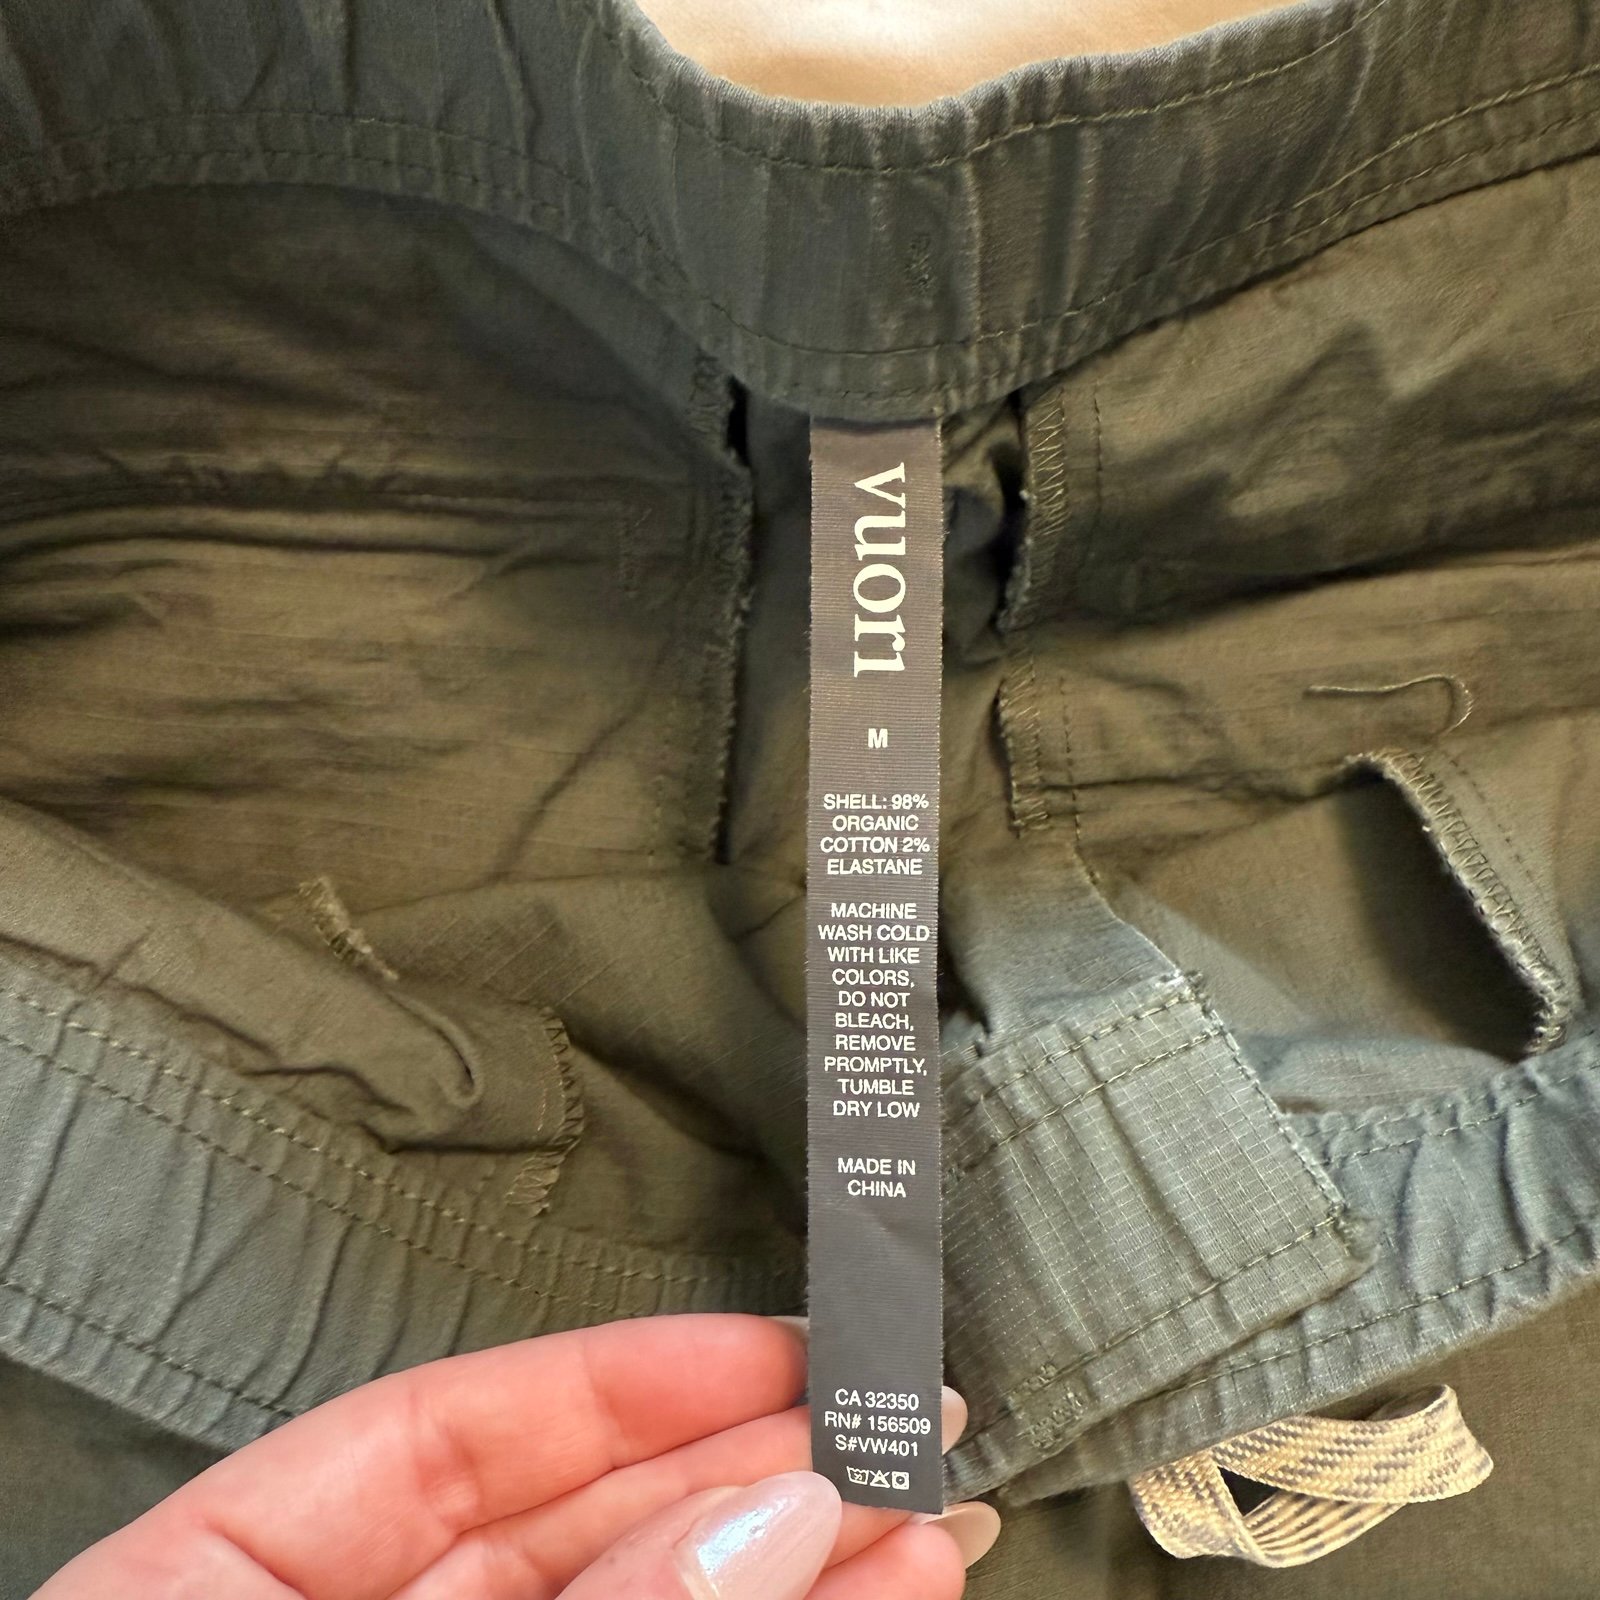 vuori
M
SHELL: 98%
ORGANIC
COTTON 2%
ELASTANE
MACHINE
WASH COLD
WITH LIKE
COLORS,
DO NOT
BLEACH,
REMOVE
PROMPTLY,
TUMBLE
DRY LOW
MADE IN
CHINA
CA 32350
RN# 156509
S#VW401